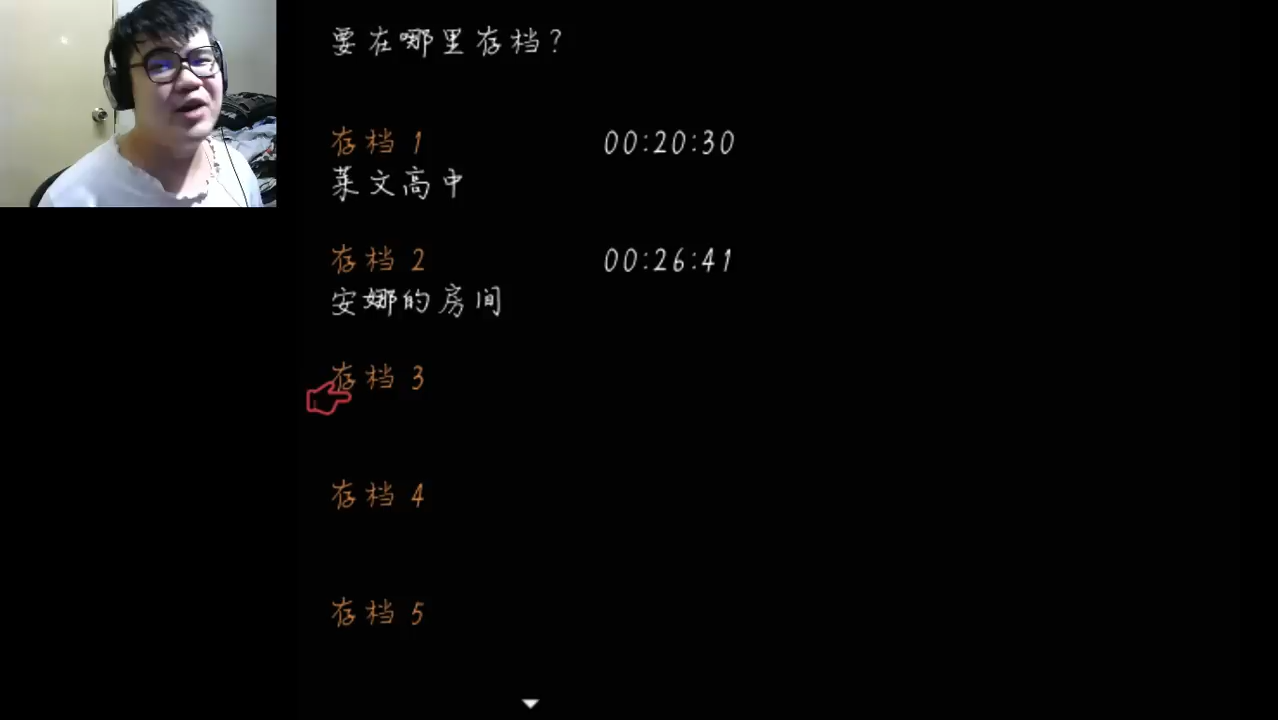 要在哪里存档？
存档 1 00:20:30
莱文高中
存档 2 00:26:41
安娜的房间
存档 3
存档 4
存档 5